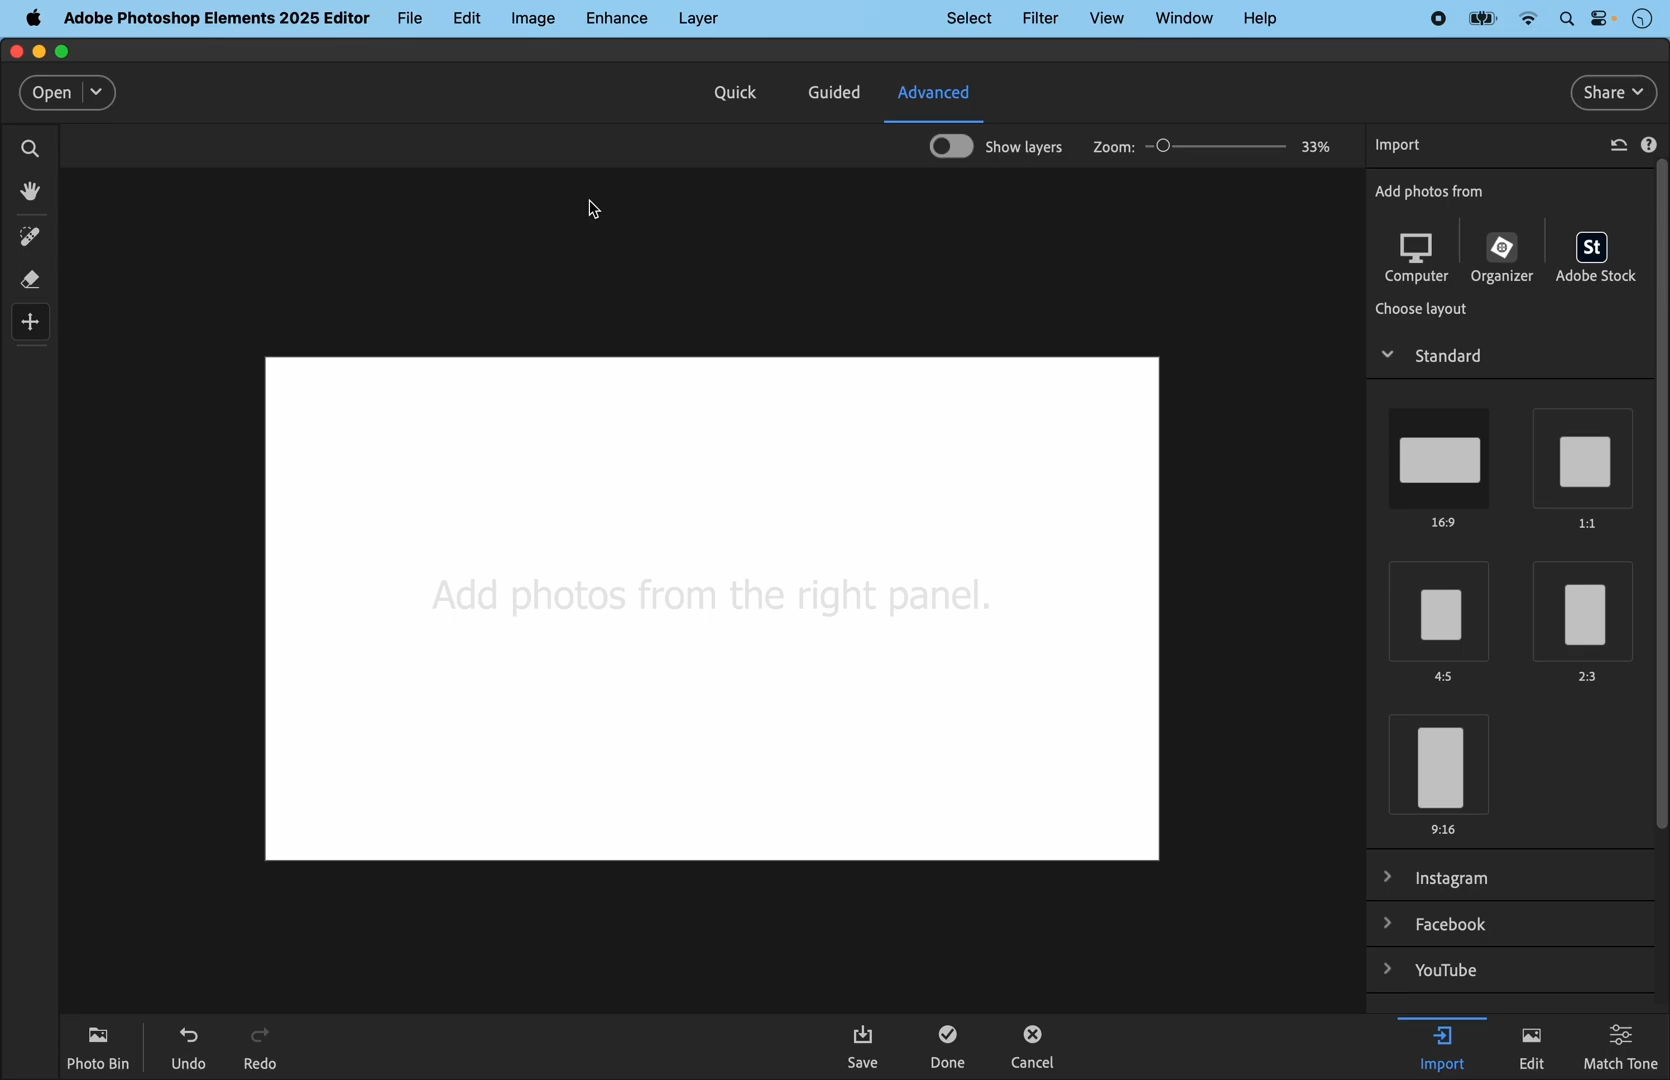 Adobe Photoshop Elements 2025 Editor File Edit Image Enhance Layer Select Filter View Window Help
Open Quick Guided Advanced Share
Show layers Zoom: 33% Import
Add photos from
St
Computer Organizer Adobe Stock
Choose layout
Standard
16:9 1:1
Add photos from the right panel.
4:5 2:3
9:16
Instagram
Facebook
YouTube
Photo Bin Undo Redo Save Done Cancel Import Edit Match Tone